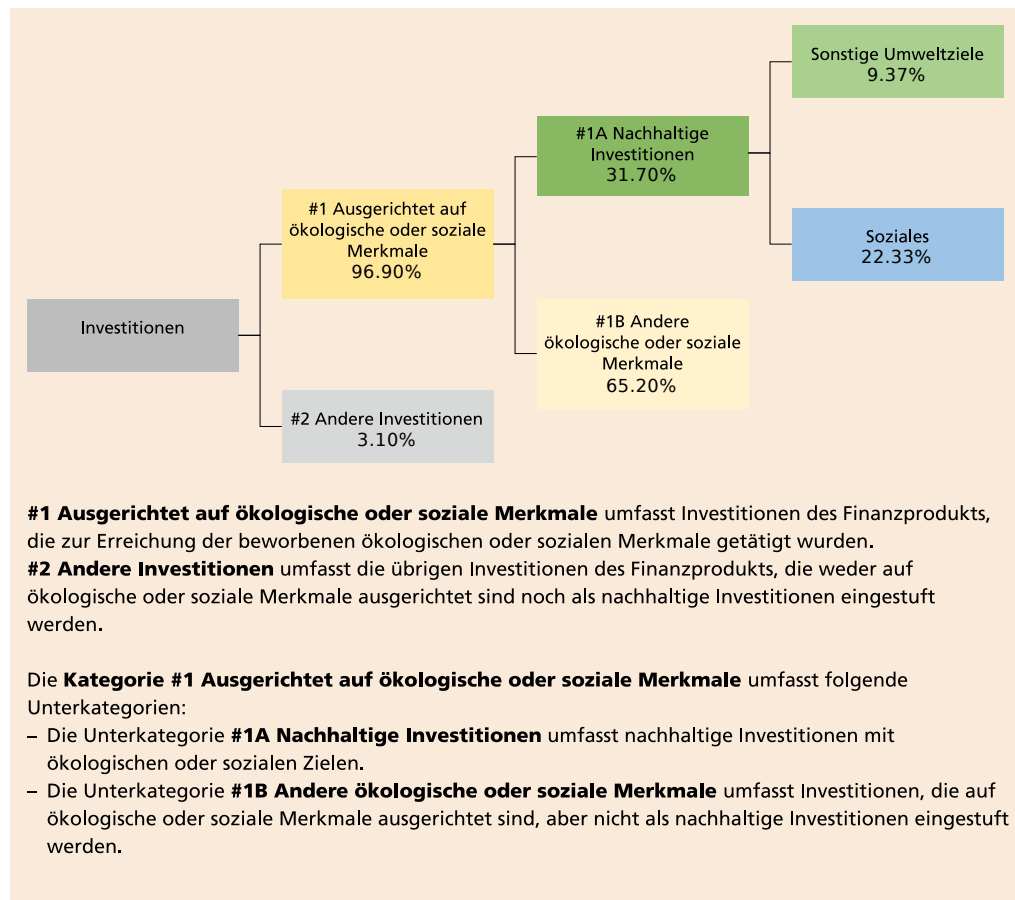 Sonstige Umweltziele
9.37%
#1A Nachhaltige
Investitionen
31.70%
#1 Ausgerichtet auf
ökologische oder soziale
Merkmale
96.90%
Soziales
22.33%
Investitionen
#1B Andere
ökologische oder soziale
Merkmale
65.20%
#2 Andere Investitionen
3.10%
#1 Ausgerichtet auf ökologische oder soziale Merkmale umfasst Investitionen des Finanzprodukts,
die zur Erreichung der beworbenen ökologischen oder sozialen Merkmale getätigt wurden.
#2 Andere Investitionen umfasst die übrigen Investitionen des Finanzprodukts, die weder auf
ökologische oder soziale Merkmale ausgerichtet sind noch als nachhaltige Investitionen eingestuft
werden.
Die Kategorie #1 Ausgerichtet auf ökologische oder soziale Merkmale umfasst folgende
Unterkategorien:
– Die Unterkategorie #1A Nachhaltige Investitionen umfasst nachhaltige Investitionen mit
ökologischen oder sozialen Zielen.
– Die Unterkategorie #1B Andere ökologische oder soziale Merkmale umfasst Investitionen, die auf
ökologische oder soziale Merkmale ausgerichtet sind, aber nicht als nachhaltige Investitionen eingestuft
werden.